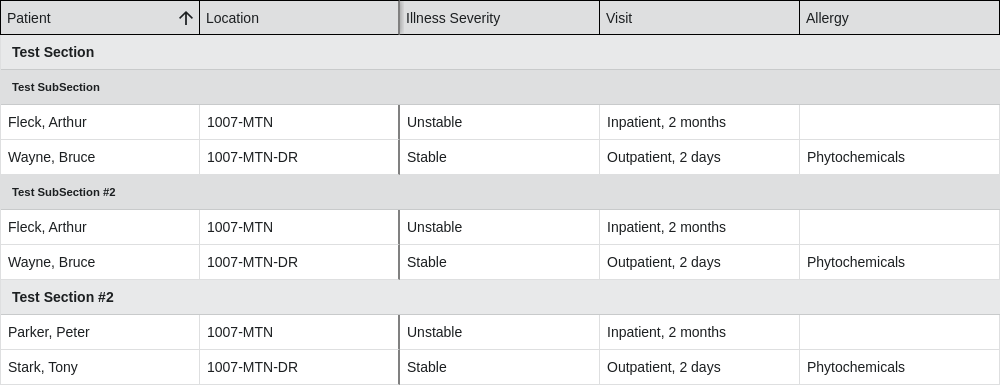 Patient Location Illness Severity Visit Allergy
Test Section
Test SubSection
Fleck, Arthur 1007-MTN Unstable Inpatient, 2 months
Wayne, Bruce 1007-MTN-DR Stable Outpatient, 2 days Phytochemicals
Test SubSection #2
Fleck, Arthur 1007-MTN Unstable Inpatient, 2 months
Wayne, Bruce 1007-MTN-DR Stable Outpatient, 2 days Phytochemicals
Test Section #2
Parker, Peter 1007-MTN Unstable Inpatient, 2 months
Stark, Tony 1007-MTN-DR Stable Outpatient, 2 days Phytochemicals